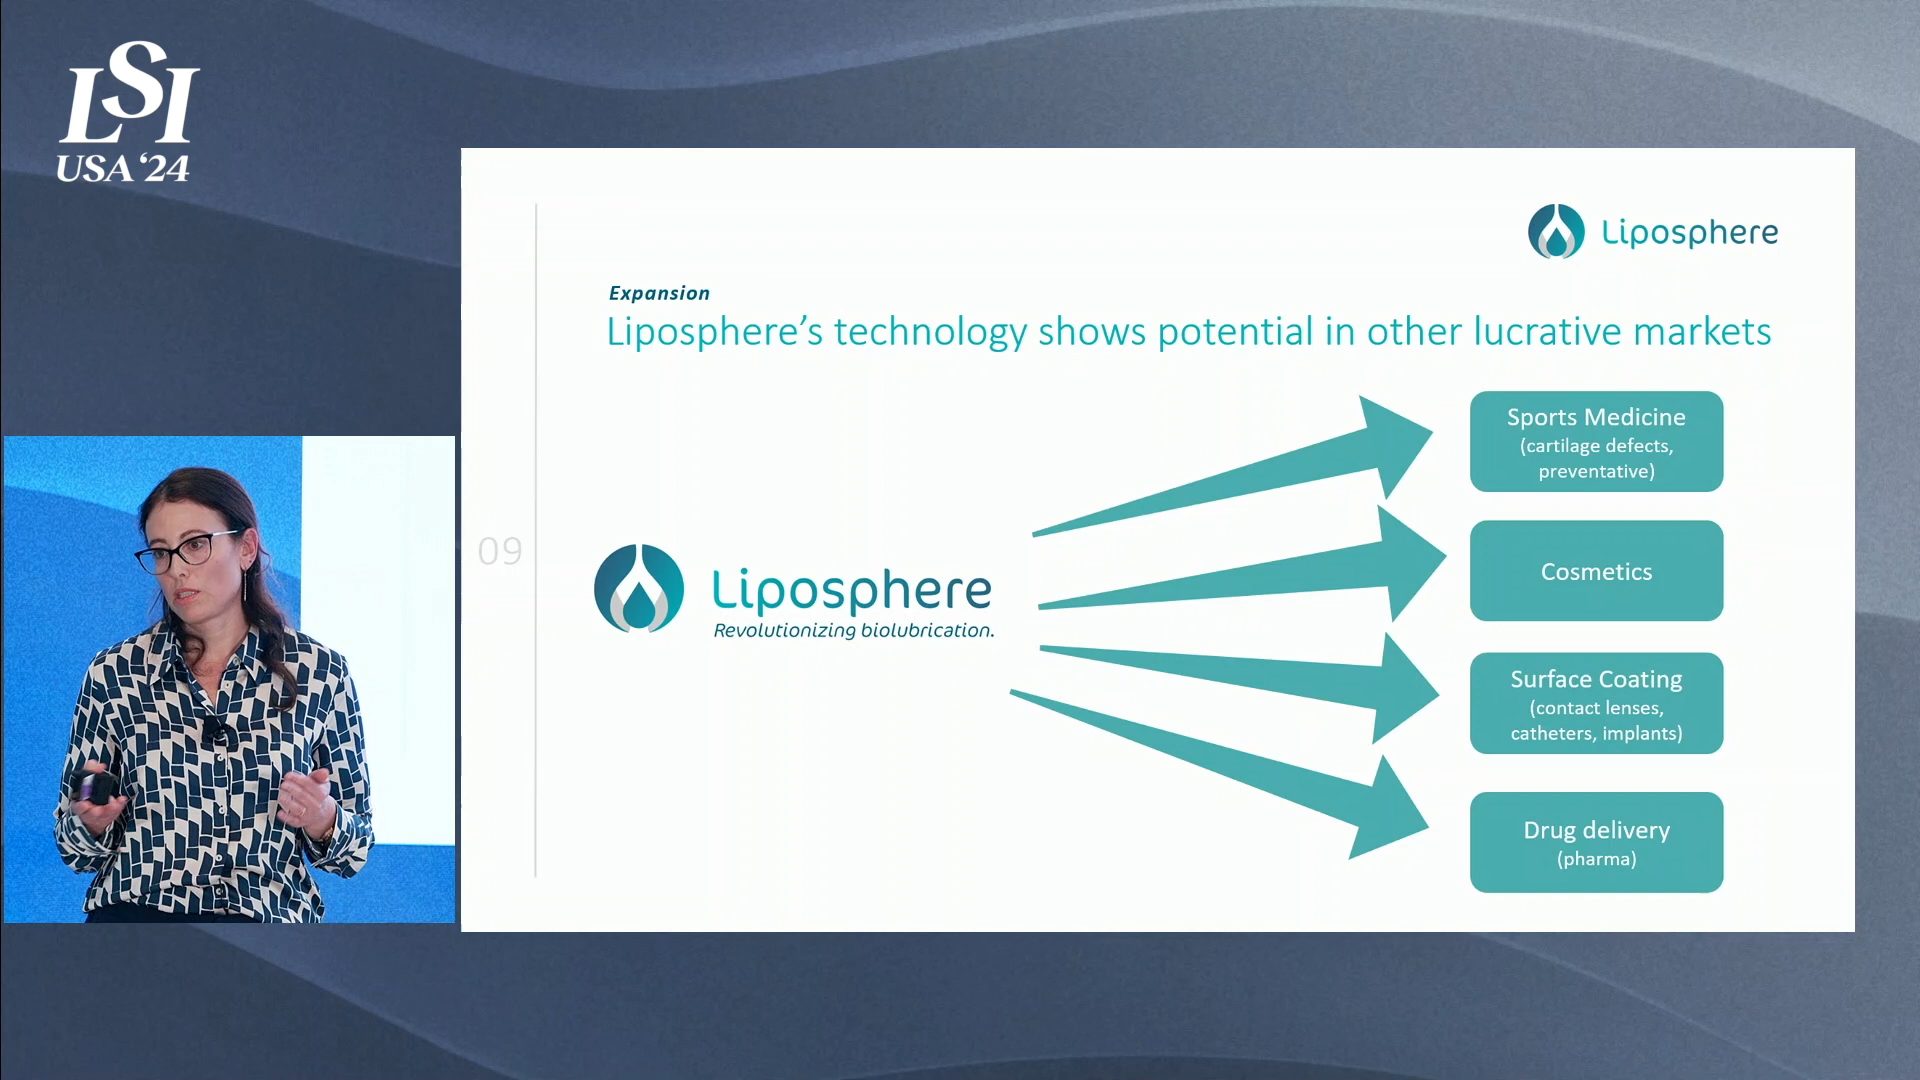 LSI
USA '24
Liposphere
Expansion
Liposphere's technology shows potential in other lucrative markets
Sports Medicine
(cartilage defects,
preventative)
Cosmetics
09
Liposphere
Revolutionizing biolubrication.
Surface Coating
(contact lenses,
catheters, implants)
Drug delivery
(pharma)